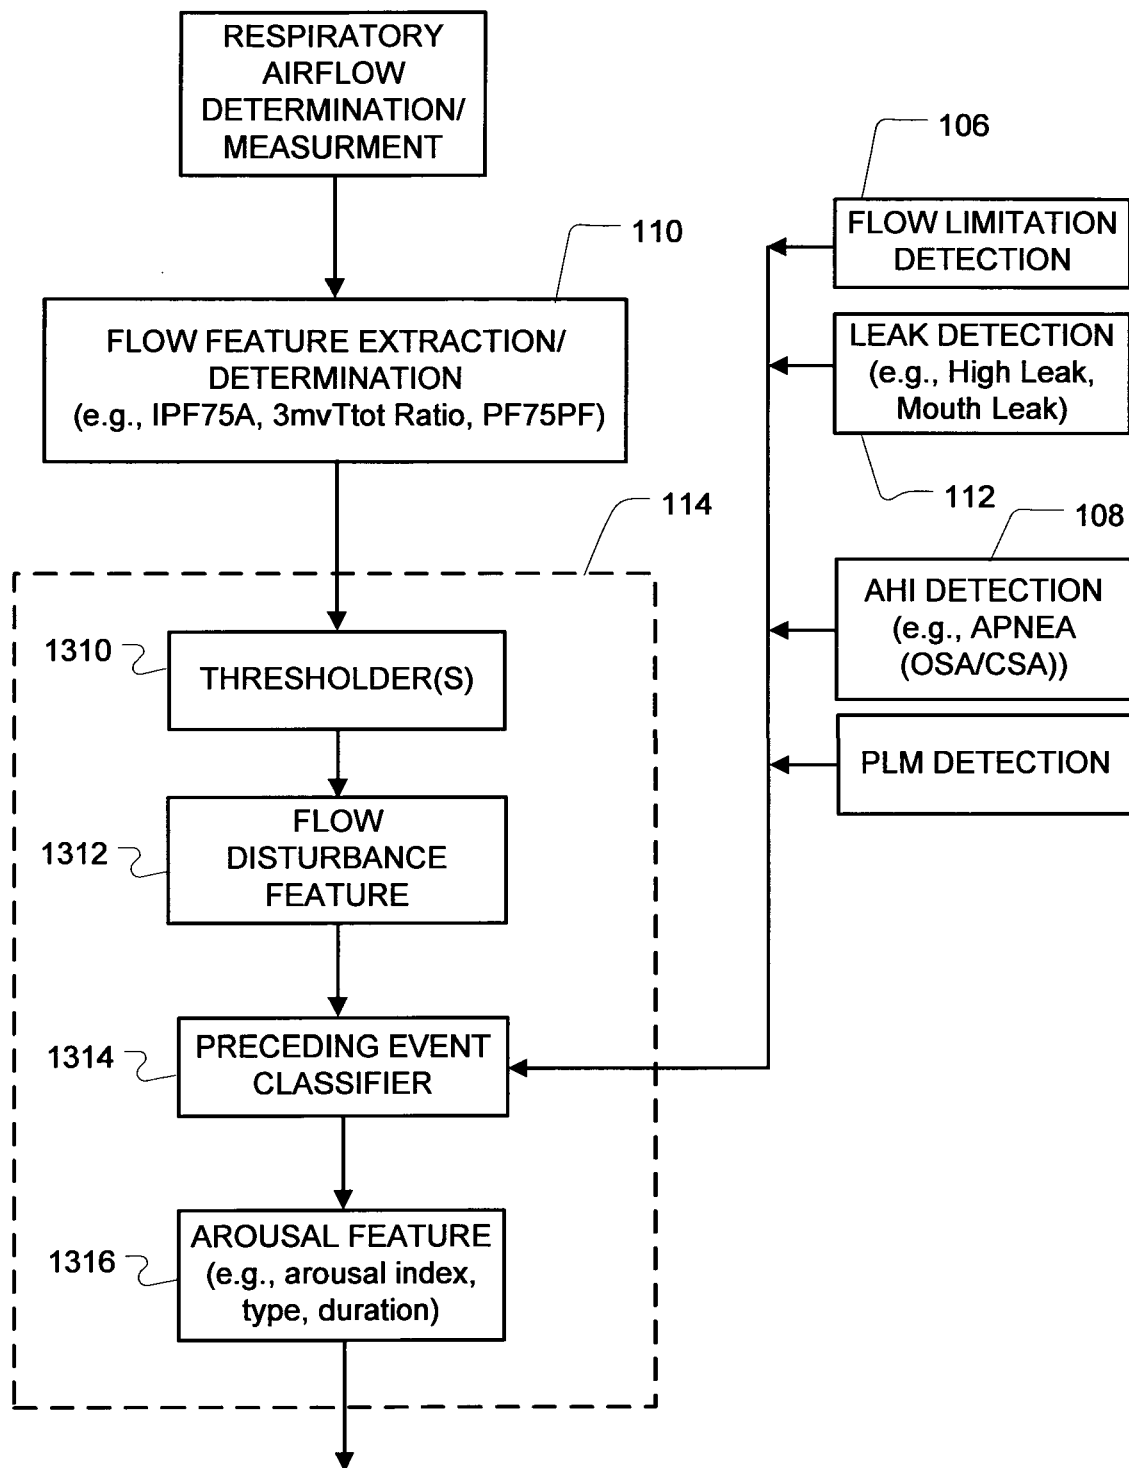 RESPIRATORY
AIRFLOW
DETERMINATION/
MEASURMENT
110
FLOW FEATURE EXTRACTION/
DETERMINATION
(e.g., IPF75A, 3mvTtot Ratio, PF75PF)
106
FLOW LIMITATION
DETECTION
LEAK DETECTION
(e.g., High Leak,
Mouth Leak)
112
108
AHI DETECTION
(e.g., APNEA
(OSA/CSA))
PLM DETECTION
114
1310
THRESHOLDER(S)
1312
FLOW
DISTURBANCE
FEATURE
1314
PRECEDING EVENT
CLASSIFIER
1316
AROUSAL FEATURE
(e.g., arousal index,
type, duration)